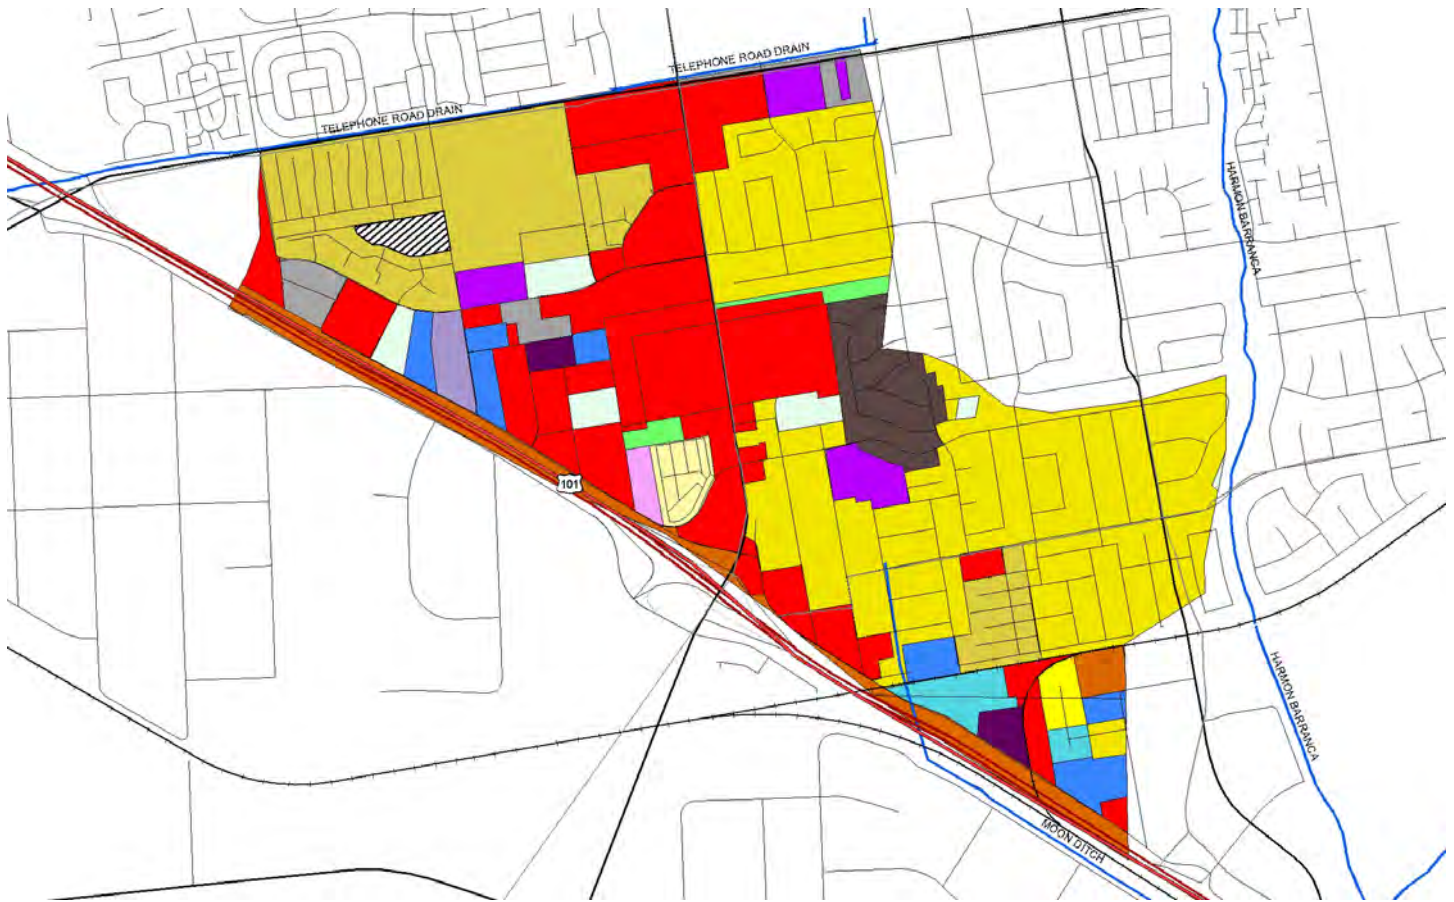 TELEPHONE ROAD DRAIN
TELEPHONE ROAD DRAIN
HARMON BARRANCA
101
HARMON BARRANCA
MOON DITCH